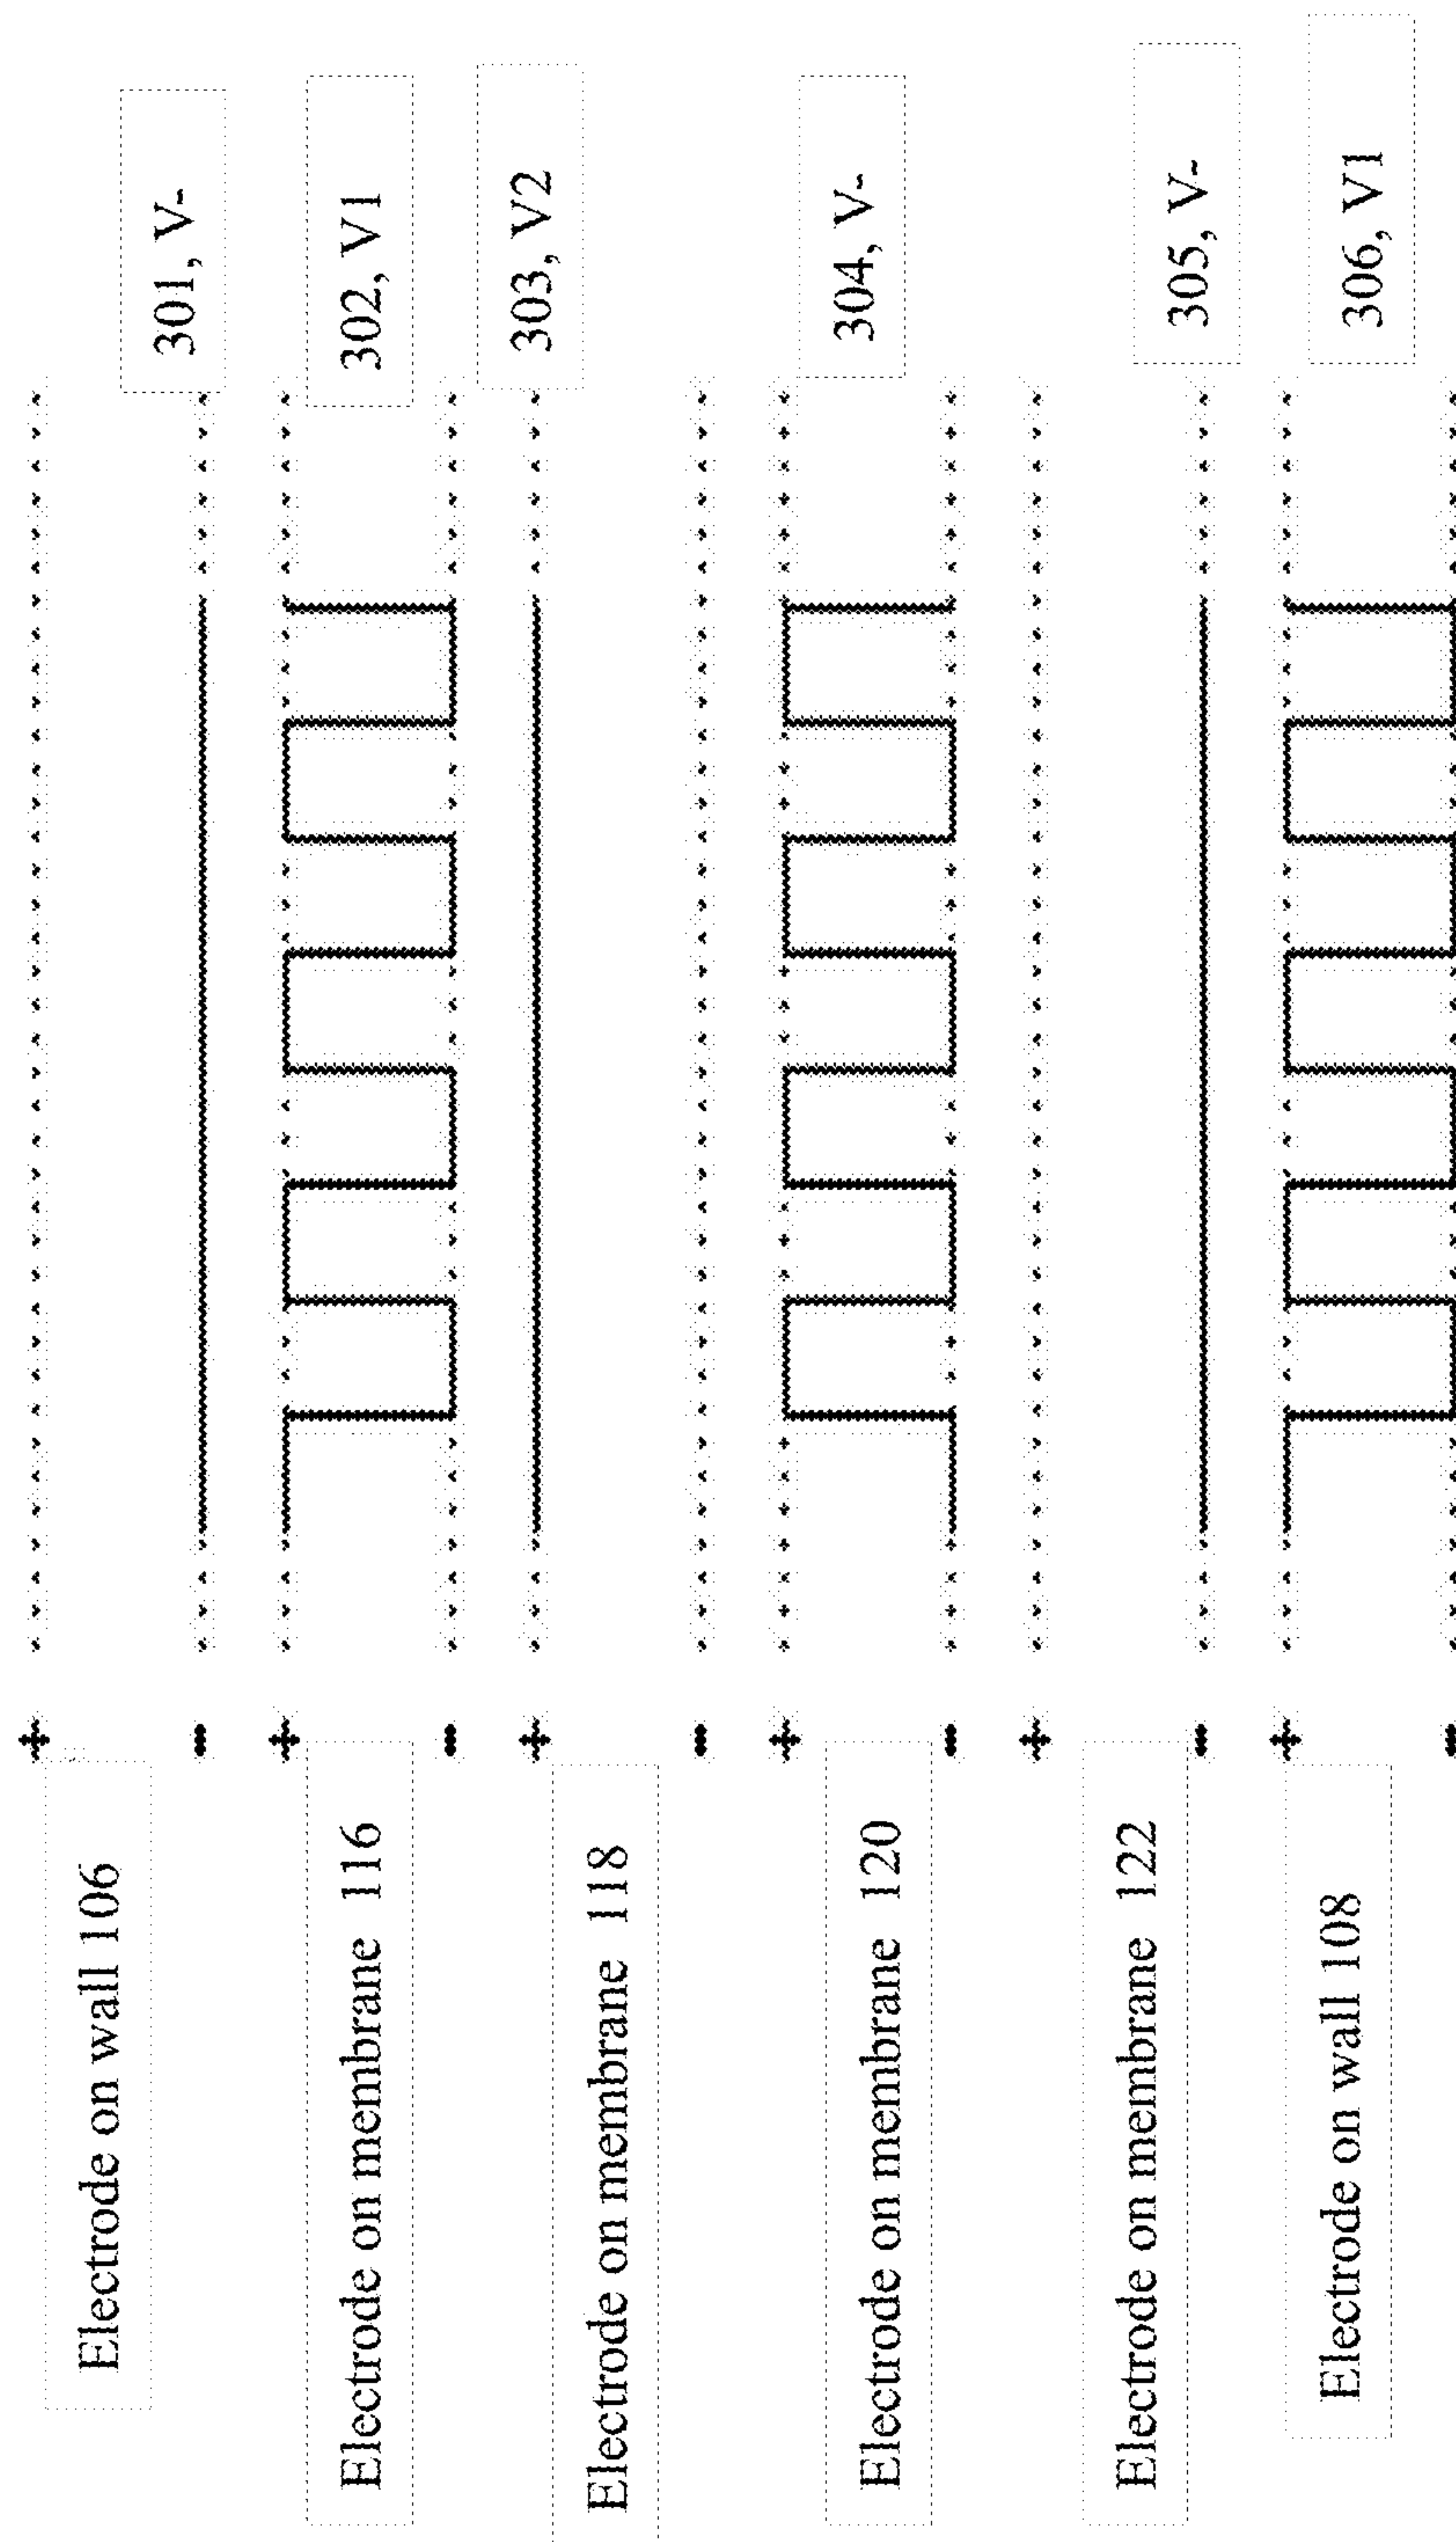 Electrode on wall 106
+
-
301, V-
Electrode on membrane 116
+
-
302, V1
Electrode on membrane 118
+
-
303, V2
Electrode on membrane 120
+
-
304, V-
Electrode on membrane 122
+
-
305, V-
Electrode on wall 108
+
-
306, V1